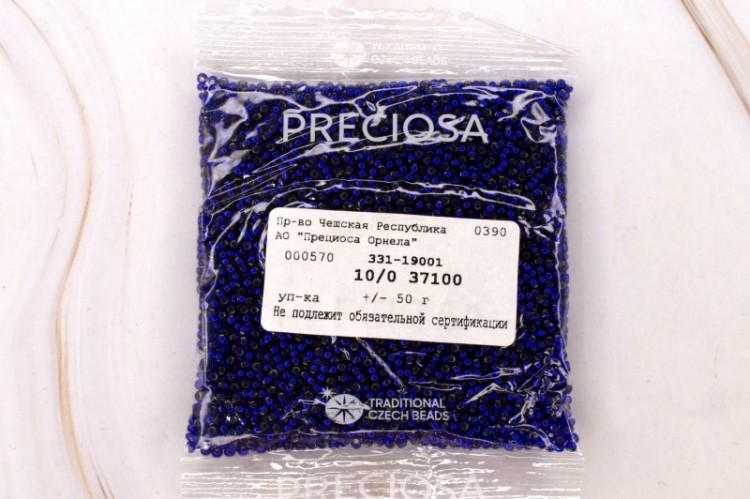 CZECH BEADS
PRECIOSA
Пр-во Чешская Республика 0390
АО "Прециоса Орнела"
000570 331-19001
10/0 37100
уп-ка +/- 50 г
Не подлежит обязательной сертификации
TRADITIONAL
CZECH BEADS
PRECIOSA